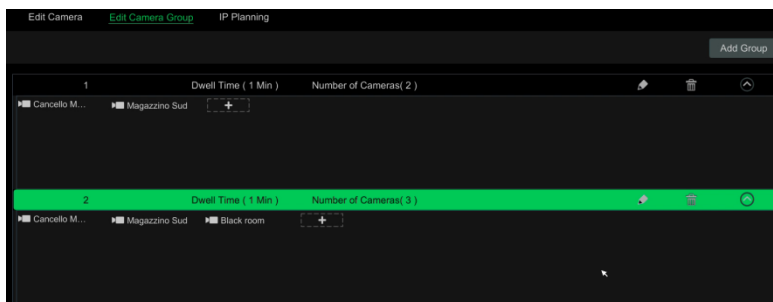 Edit Camera Edit Camera Group IP Planning
Add Group
1 Dwell Time ( 1 Min ) Number of Cameras( 2 )
Cancello M... Magazzino Sud +
2 Dwell Time ( 1 Min ) Number of Cameras( 3 )
Cancello M... Magazzino Sud Black room +